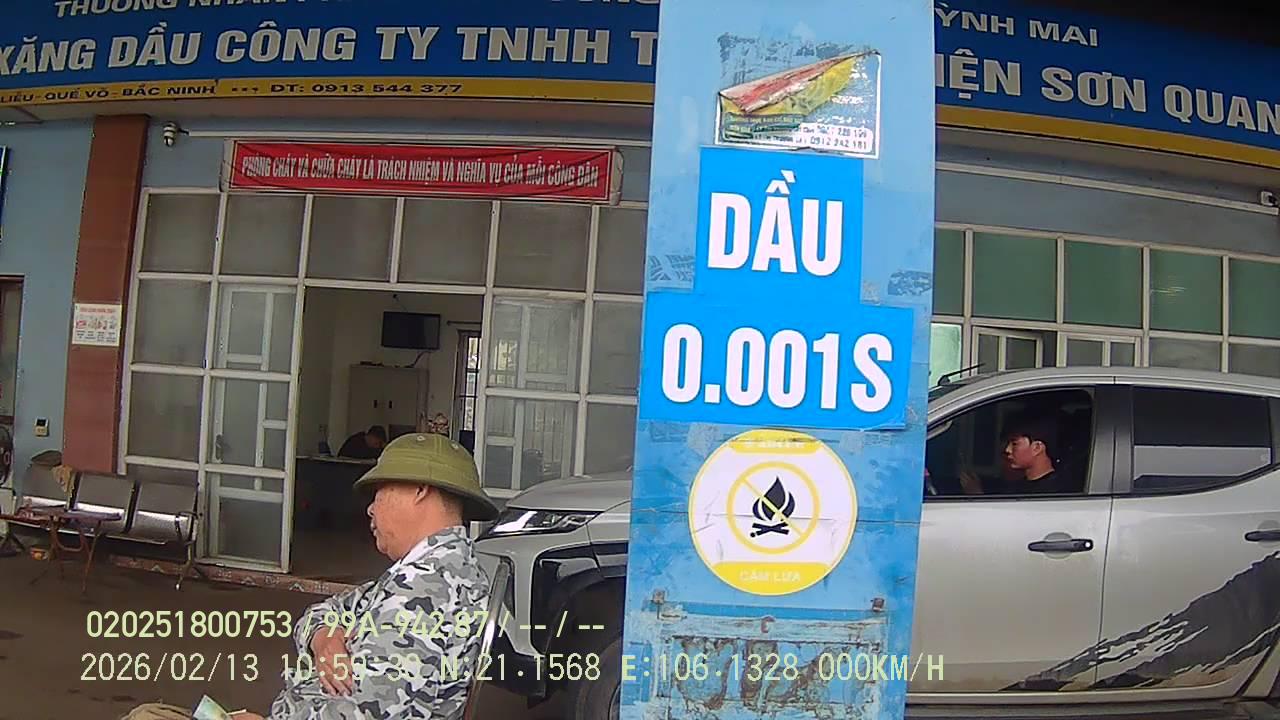 THƯƠNG NHÂN
ỲNH MAI
XĂNG DẦU CÔNG TY TNHH T
IỆN SƠN QUAN
LIỄU-QUẾ VÕ-BẮC NINH ĐT: 0913 544 377
PHÒNG CHÁY VÀ CHỮA CHÁY LÀ TRÁCH NHIỆM VÀ NGHĨA VỤ CỦA MỖI CÔNG DÂN
DẦU
0.001S
CẤM LỬA
020251800753 / 99A-942.87 / -- / --
2026/02/13 10:59:39 N:21.1568 E:106.1328 000KM/H